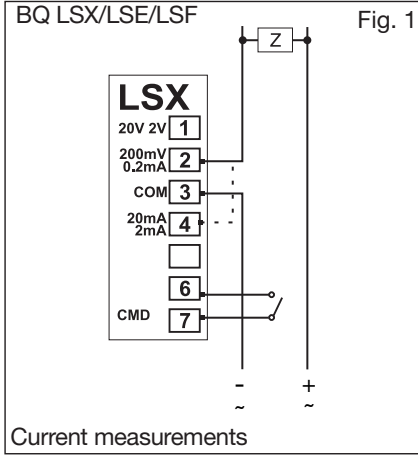 BQ LSX/LSE/LSF
Fig. 1
Z
LSX
20V 2V 1
200mV
0.2mA 2
COM 3
20mA
2mA 4
6
CMD 7
- +
~ ~
Current measurements